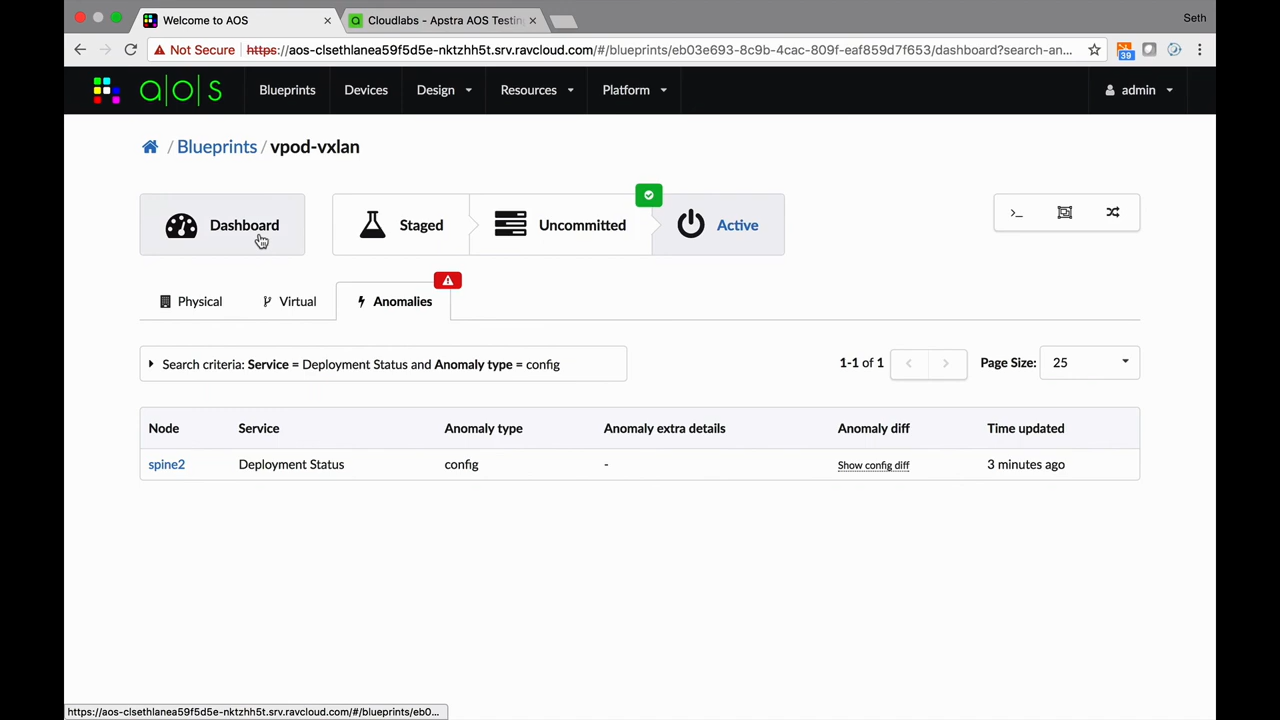 Welcome to AOS
Cloudlabs - Apstra AOS Testin
Seth
Not Secure https://aos-clsethlanea59f5d5e-nktzhh5t.srv.ravcloud.com/#/blueprints/eb03e693-8c9b-4cac-809f-eaf859d7f653/dashboard?search-an...
39
a|o|s
Blueprints Devices Design Resources Platform admin
/ Blueprints / vpod-vxlan
Dashboard Staged Uncommitted Active
>_
Physical Virtual Anomalies
Search criteria: Service = Deployment Status and Anomaly type = config
1-1 of 1 Page Size: 25
Node Service Anomaly type Anomaly extra details Anomaly diff Time updated
spine2 Deployment Status config - Show config diff 3 minutes ago
https://aos-clsethlanea59f5d5e-nktzhh5t.srv.ravcloud.com/#/blueprints/eb0...